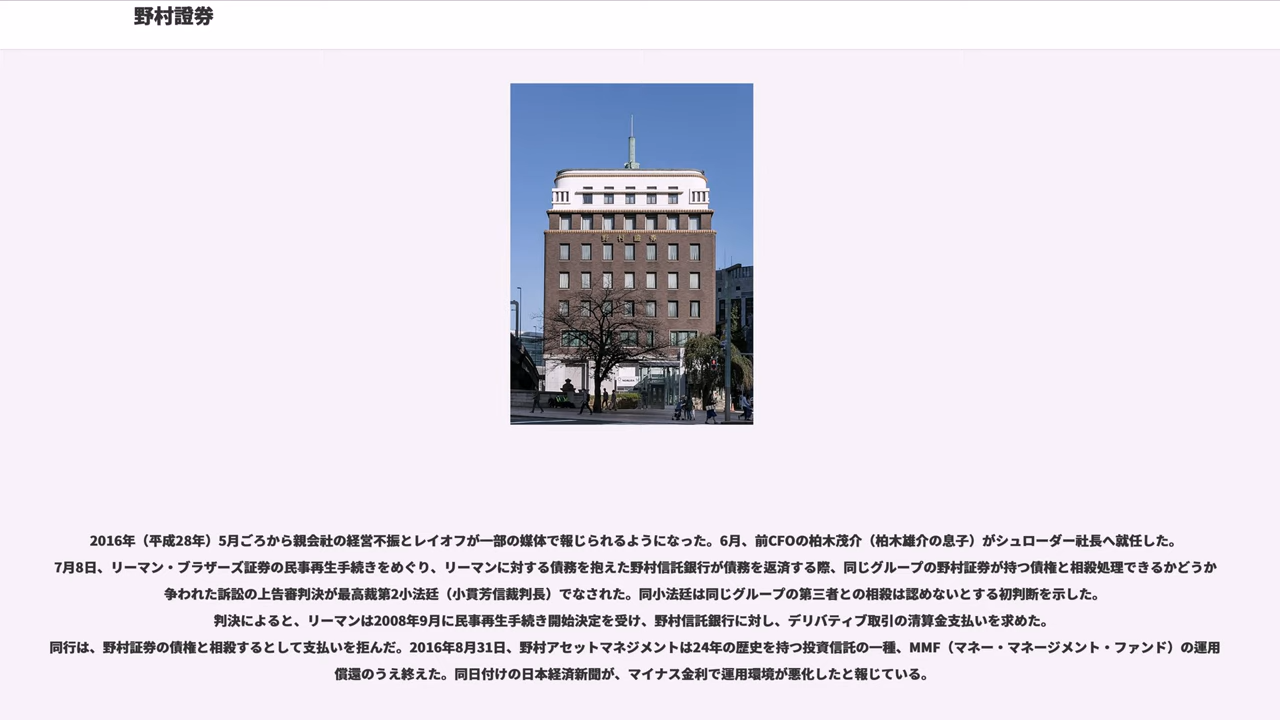 野村證券
野村證券
2016年（平成28年）5月ごろから親会社の経営不振とレイオフが一部の媒体で報じられるようになった。6月、前CFOの柏木茂介（柏木雄介の息子）がシュローダー社長へ就任した。
7月8日、リーマン・ブラザーズ証券の民事再生手続きをめぐり、リーマンに対する債務を抱えた野村信託銀行が債務を返済する際、同じグループの野村証券が持つ債権と相殺処理できるかどうか
争われた訴訟の上告審判決が最高裁第2小法廷（小貫芳信裁判長）でなされた。同小法廷は同じグループの第三者との相殺は認めないとする初判断を示した。
判決によると、リーマンは2008年9月に民事再生手続き開始決定を受け、野村信託銀行に対し、デリバティブ取引の清算金支払いを求めた。
同行は、野村証券の債権と相殺するとして支払いを拒んだ。2016年8月31日、野村アセットマネジメントは24年の歴史を持つ投資信託の一種、MMF（マネー・マネージメント・ファンド）の運用
償還のうえ終えた。同日付けの日本経済新聞が、マイナス金利で運用環境が悪化したと報じている。